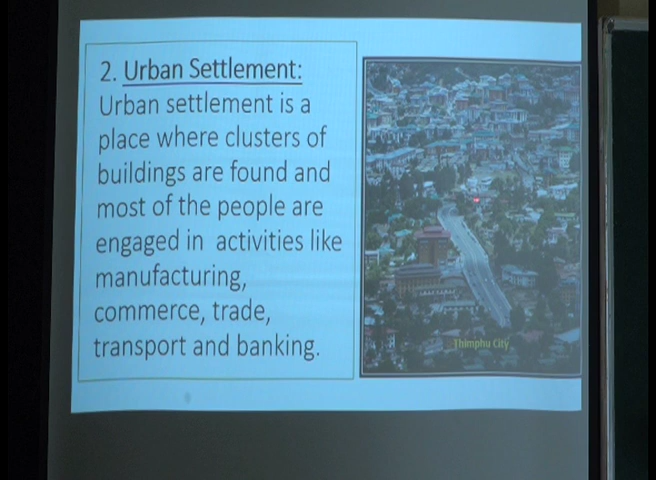 2. Urban Settlement:
Urban settlement is a
place where clusters of
buildings are found and
most of the people are
engaged in activities like
manufacturing,
commerce, trade,
transport and banking.
Thimphu City